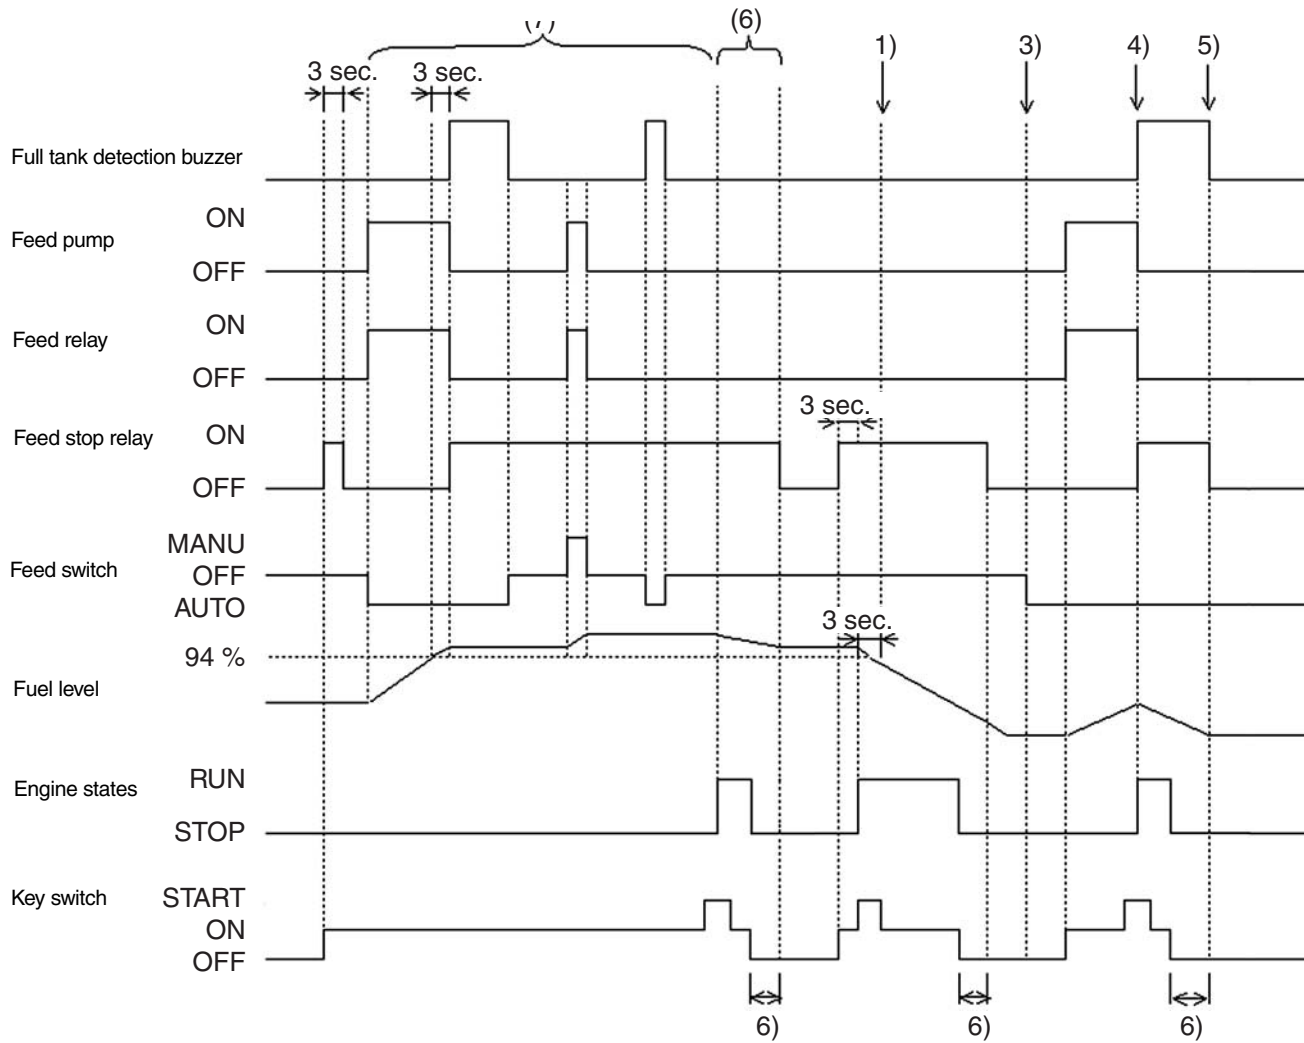 (6)
1) 3) 4) 5)
3 sec. 3 sec.
Full tank detection buzzer
ON
Feed pump
OFF
ON
Feed relay
OFF
3 sec.
Feed stop relay ON
OFF
MANU
Feed switch OFF
AUTO
3 sec.
94 %
Fuel level
RUN
Engine states
STOP
Key switch START
ON
OFF
6) 6) 6)